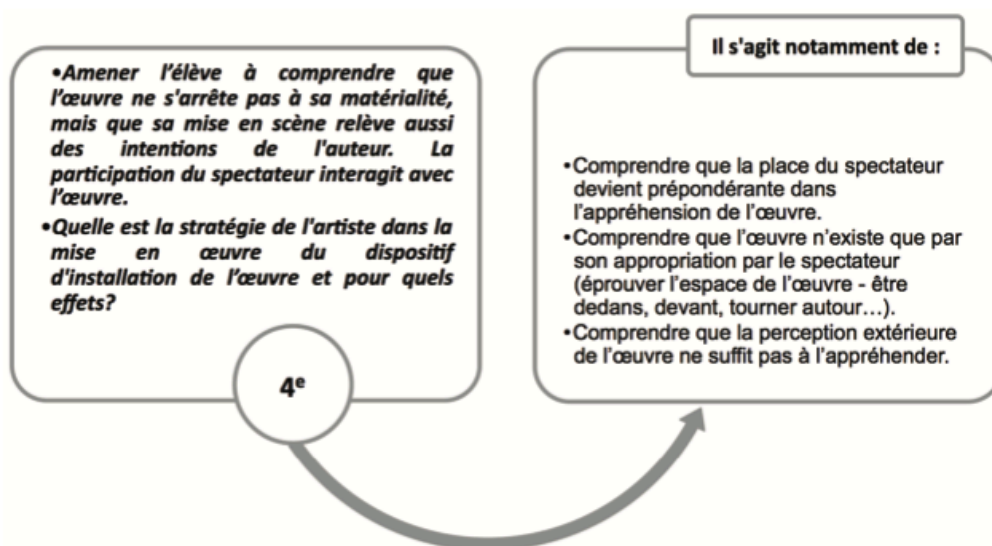 •Amener l'élève à comprendre que
l'œuvre ne s'arrête pas à sa matérialité,
mais que sa mise en scène relève aussi
des intentions de l'auteur. La
participation du spectateur interagit avec
l'œuvre.
•Quelle est la stratégie de l'artiste dans la
mise en œuvre du dispositif
d'installation de l'œuvre et pour quels
effets?
4e
Il s'agit notamment de :
•Comprendre que la place du spectateur
devient prépondérante dans
l'appréhension de l'œuvre.
•Comprendre que l'œuvre n'existe que par
son appropriation par le spectateur
(éprouver l'espace de l'œuvre - être
dedans, devant, tourner autour…).
•Comprendre que la perception extérieure
de l'œuvre ne suffit pas à l'appréhender.